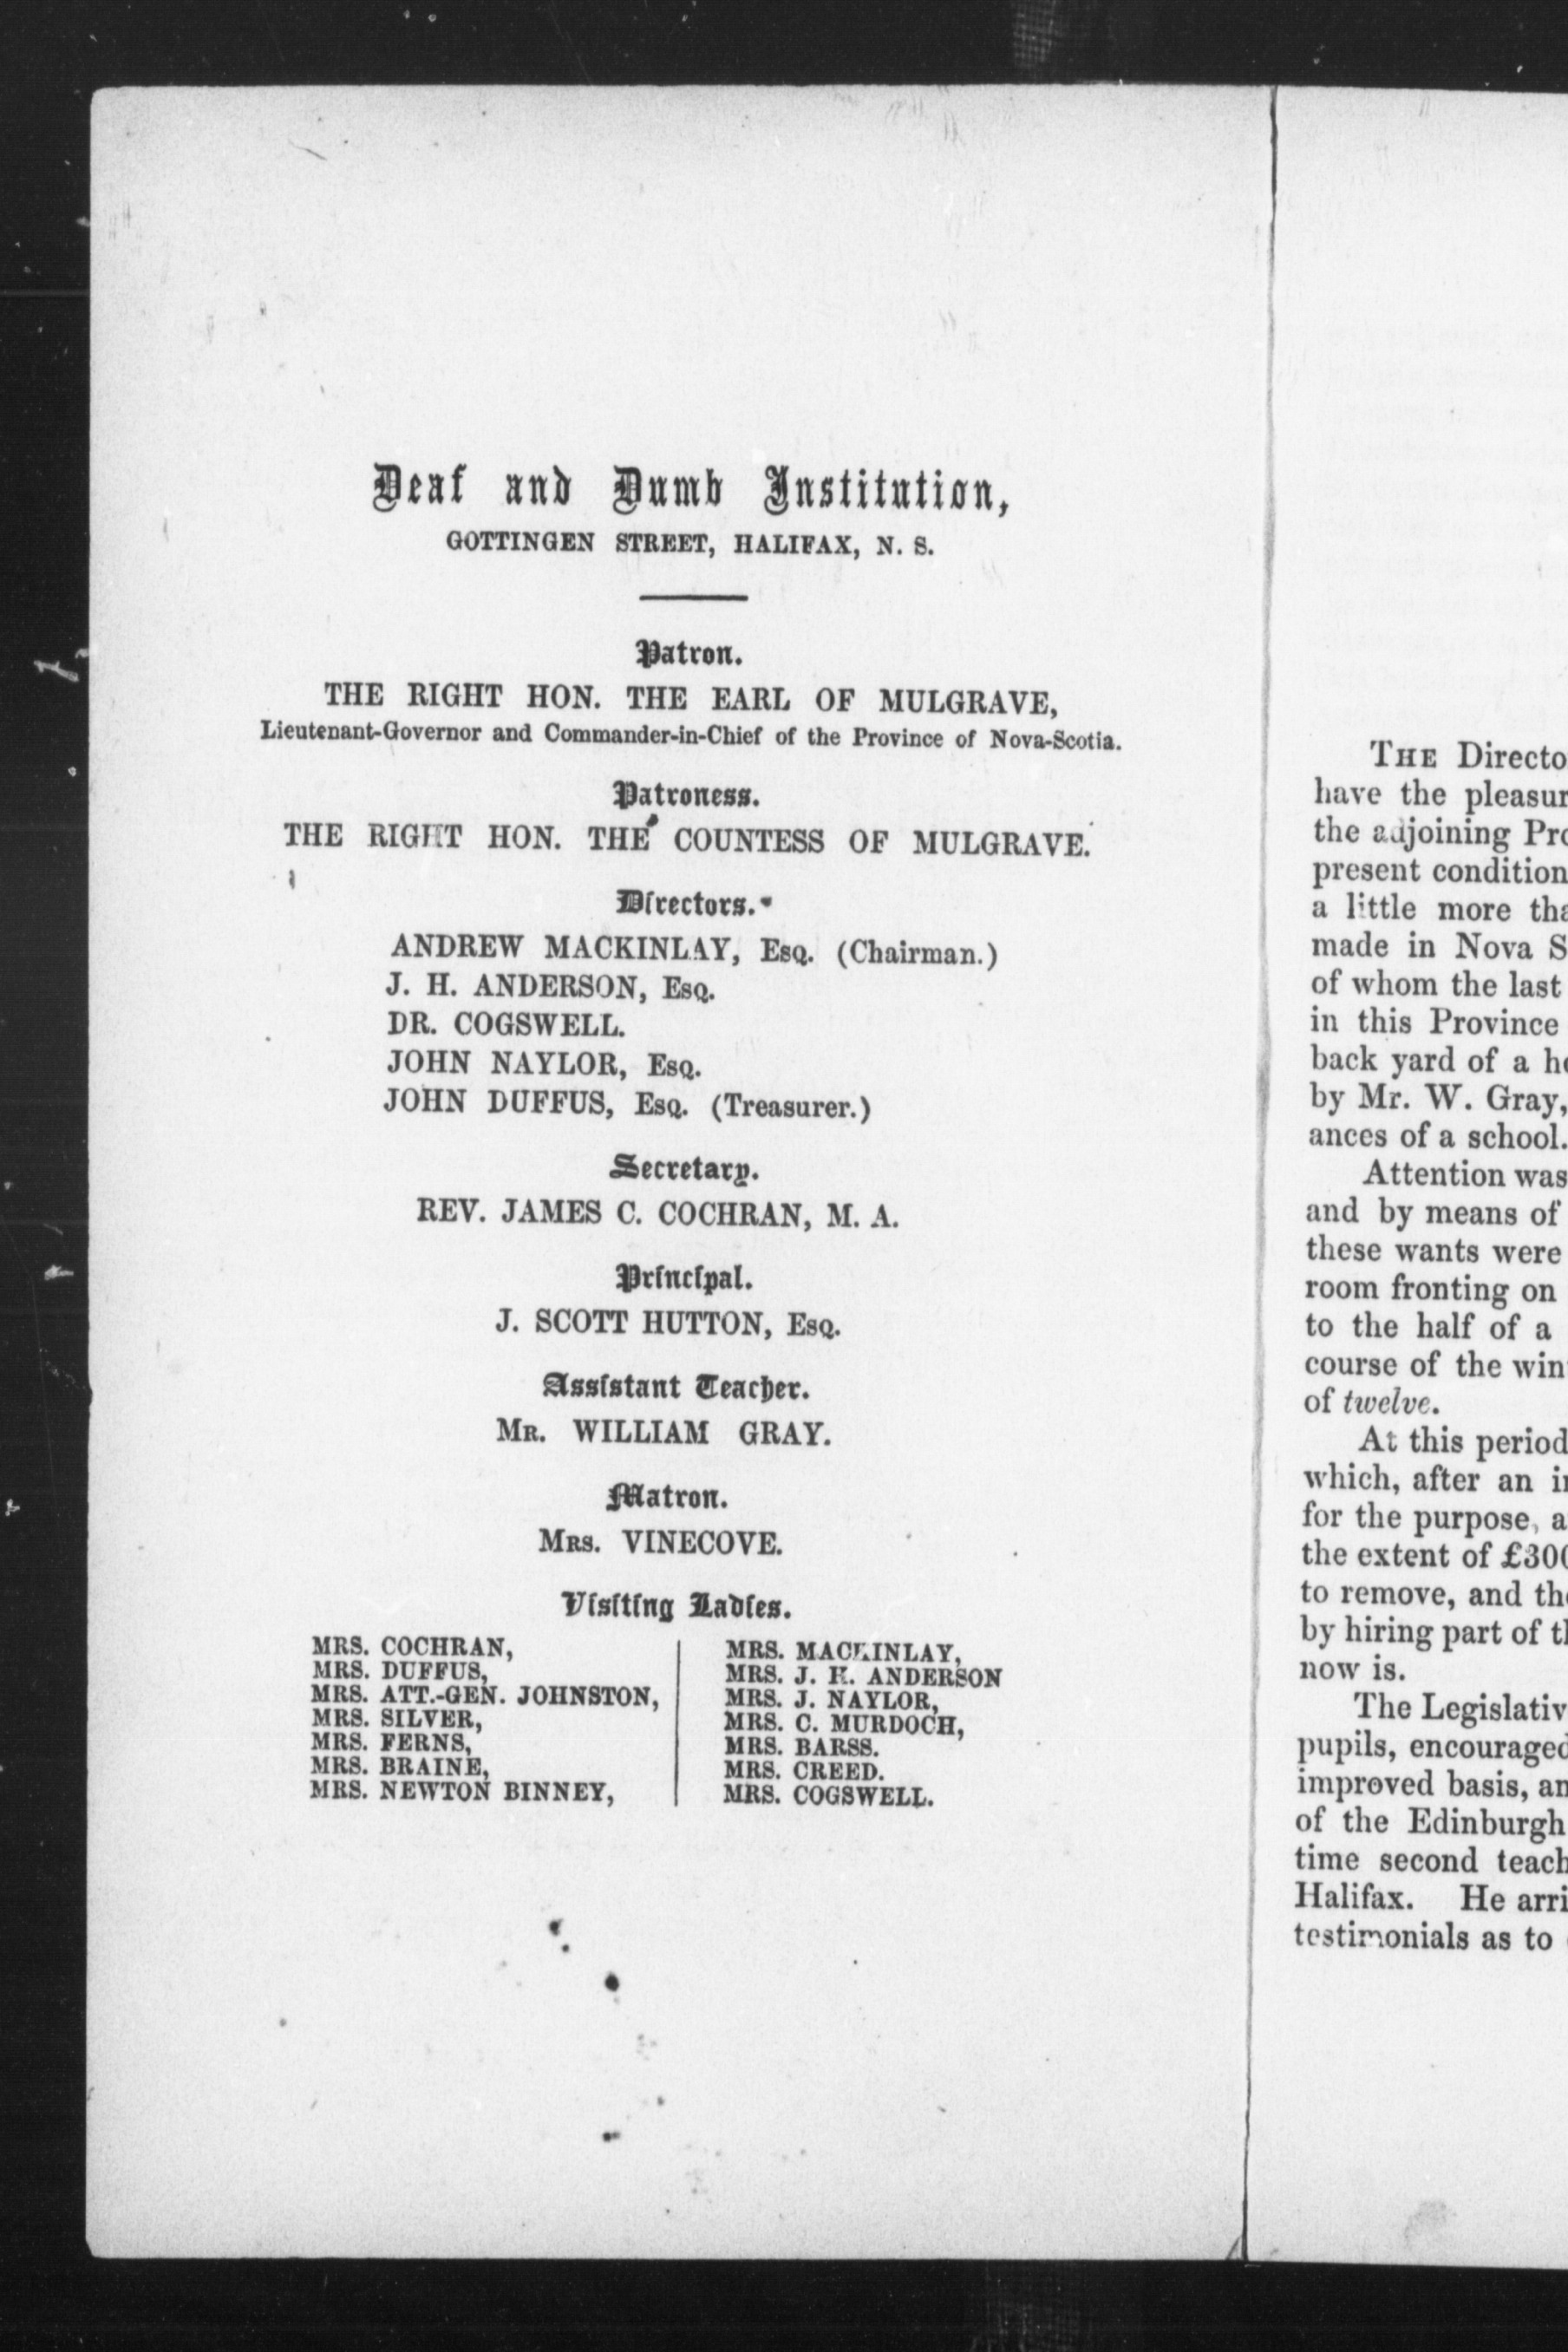 Deaf and Dumb Institution,
GOTTINGEN STREET, HALIFAX, N. S.
Patron.
THE RIGHT HON. THE EARL OF MULGRAVE,
Lieutenant-Governor and Commander-in-Chief of the Province of Nova-Scotia.
Patroness.
THE RIGHT HON. THE COUNTESS OF MULGRAVE.
Directors.
ANDREW MACKINLAY, Esq. (Chairman.)
J. H. ANDERSON, Esq.
DR. COGSWELL.
JOHN NAYLOR, Esq.
JOHN DUFFUS, Esq. (Treasurer.)
Secretary.
REV. JAMES C. COCHRAN, M. A.
Principal.
J. SCOTT HUTTON, Esq.
Assistant Teacher.
Mr. WILLIAM GRAY.
Matron.
Mrs. VINECOVE.
Visiting Ladies.
MRS. COCHRAN,
MRS. DUFFUS,
MRS. ATT.-GEN. JOHNSTON,
MRS. SILVER,
MRS. FERNS,
MRS. BRAINE,
MRS. NEWTON BINNEY,
MRS. MACKINLAY,
MRS. J. H. ANDERSON
MRS. J. NAYLOR,
MRS. C. MURDOCH,
MRS. BARSS.
MRS. CREED.
MRS. COGSWELL.
THE Directo
have the pleasur
the adjoining Pro
present condition
a little more tha
made in Nova S
of whom the last
in this Province
back yard of a ho
by Mr. W. Gray,
ances of a school.
Attention was
and by means of
these wants were
room fronting on
to the half of a
course of the win
of twelve.
At this period
which, after an i
for the purpose, a
the extent of £300
to remove, and the
by hiring part of t
now is.
The Legislativ
pupils, encouraged
improved basis, an
of the Edinburgh
time second teach
Halifax. He arri
testimonials as to